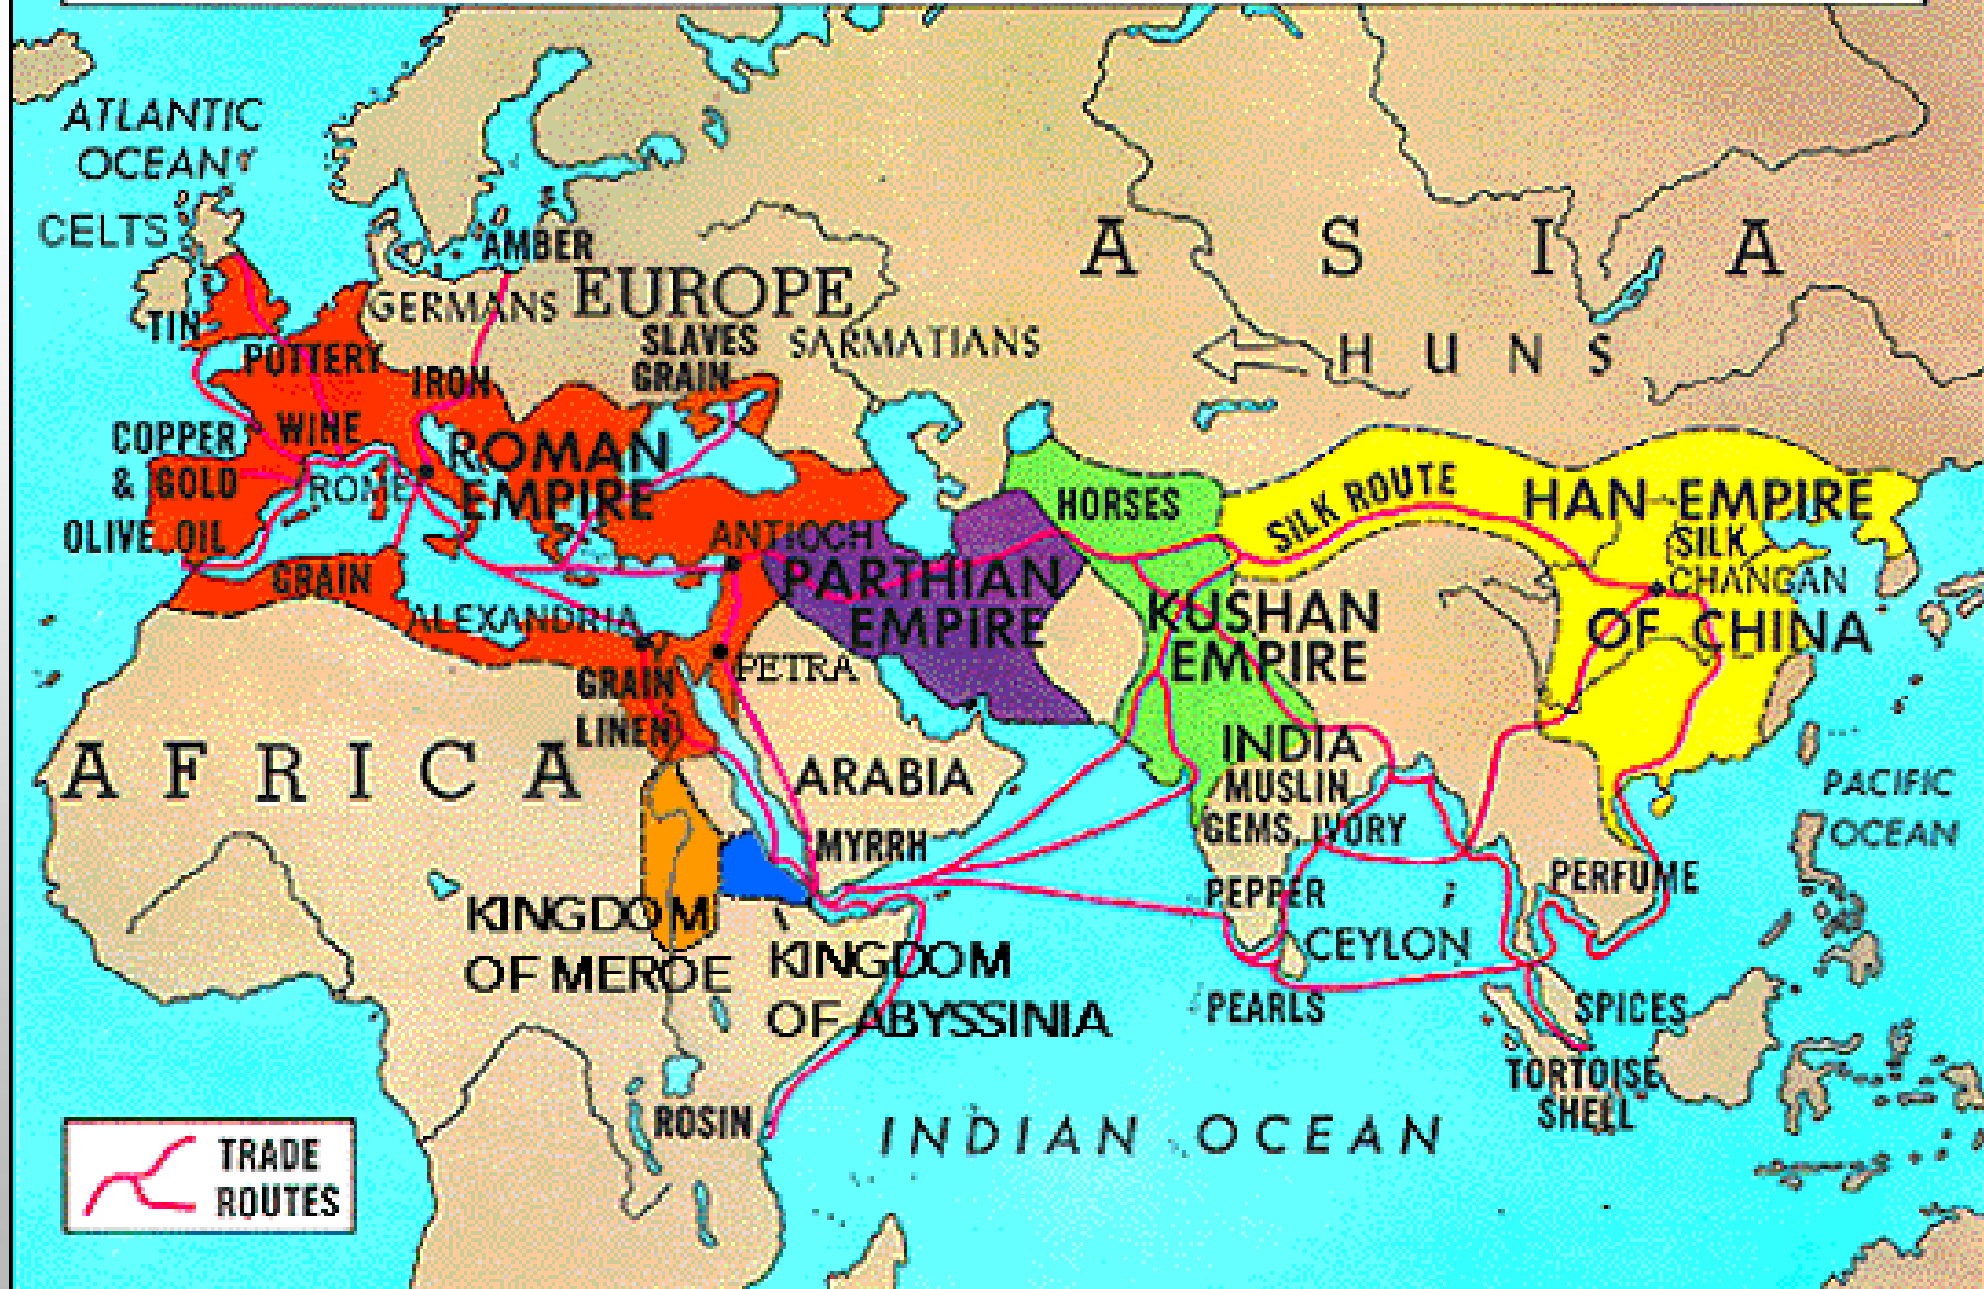 ATLANTIC
OCEAN
CELTS
AMBER
EUROPE
A S I A
GERMANS
TIN
SLAVES
GRAIN
SARMATIANS
H U N S
POTTERY
IRON
COPPER
& GOLD
WINE
ROMAN
EMPIRE
ROME
OLIVE OIL
GRAIN
ANTIOCH
HORSES
SILK ROUTE
HAN EMPIRE
OF CHINA
SILK
CHANGAN
PARTHIAN
EMPIRE
KUSHAN
EMPIRE
ALEXANDRIA
PETRA
GRAIN
LINEN
A F R I C A
ARABIA
MYRRH
INDIA
MUSLIN
GEMS, IVORY
PEPPER
PERFUME
PACIFIC
OCEAN
KINGDOM
OF MEROE
KINGDOM
OF ABYSSINIA
CEYLON
PEARLS
SPICES
TORTOISE
SHELL
ROSIN
INDIAN OCEAN
TRADE
ROUTES